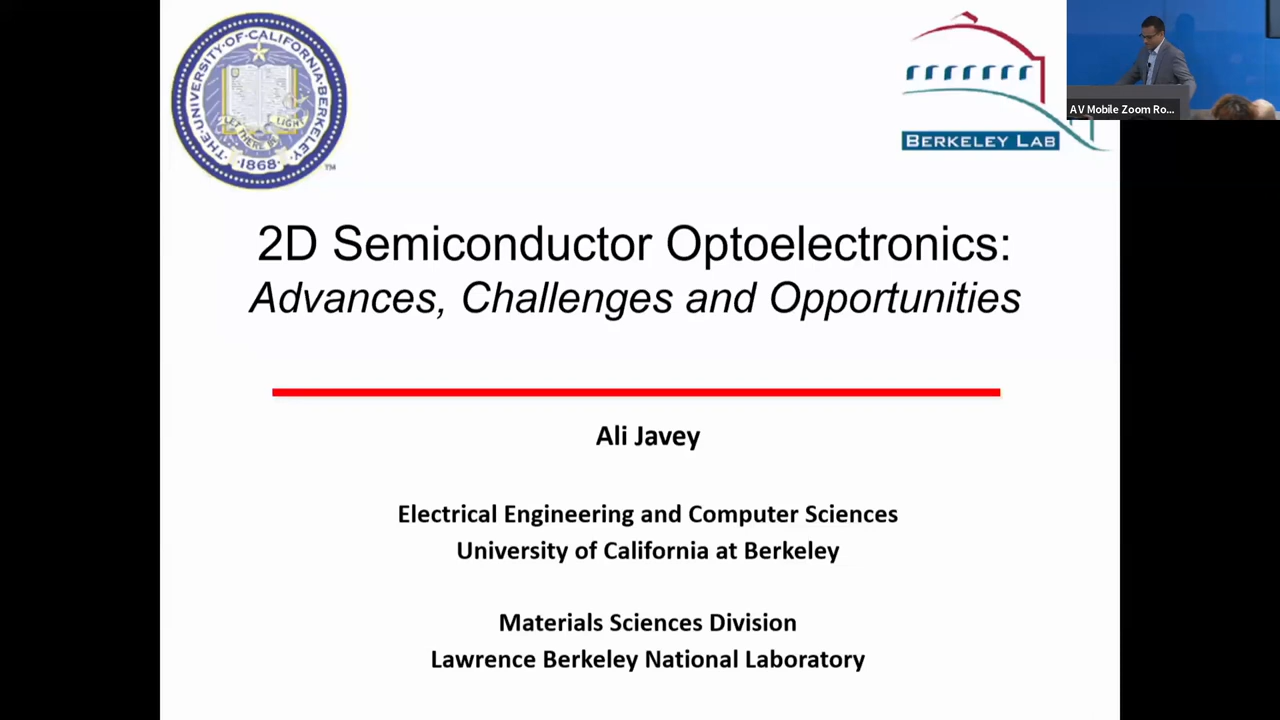 THE·UNIVERSITY·OF·CALIFORNIA·BERKELEY·
LET THERE BE LIGHT
·1868·
TM
BERKELEY LAB
AV Mobile Zoom Ro...
2D Semiconductor Optoelectronics:
Advances, Challenges and Opportunities
Ali Javey
Electrical Engineering and Computer Sciences
University of California at Berkeley
Materials Sciences Division
Lawrence Berkeley National Laboratory